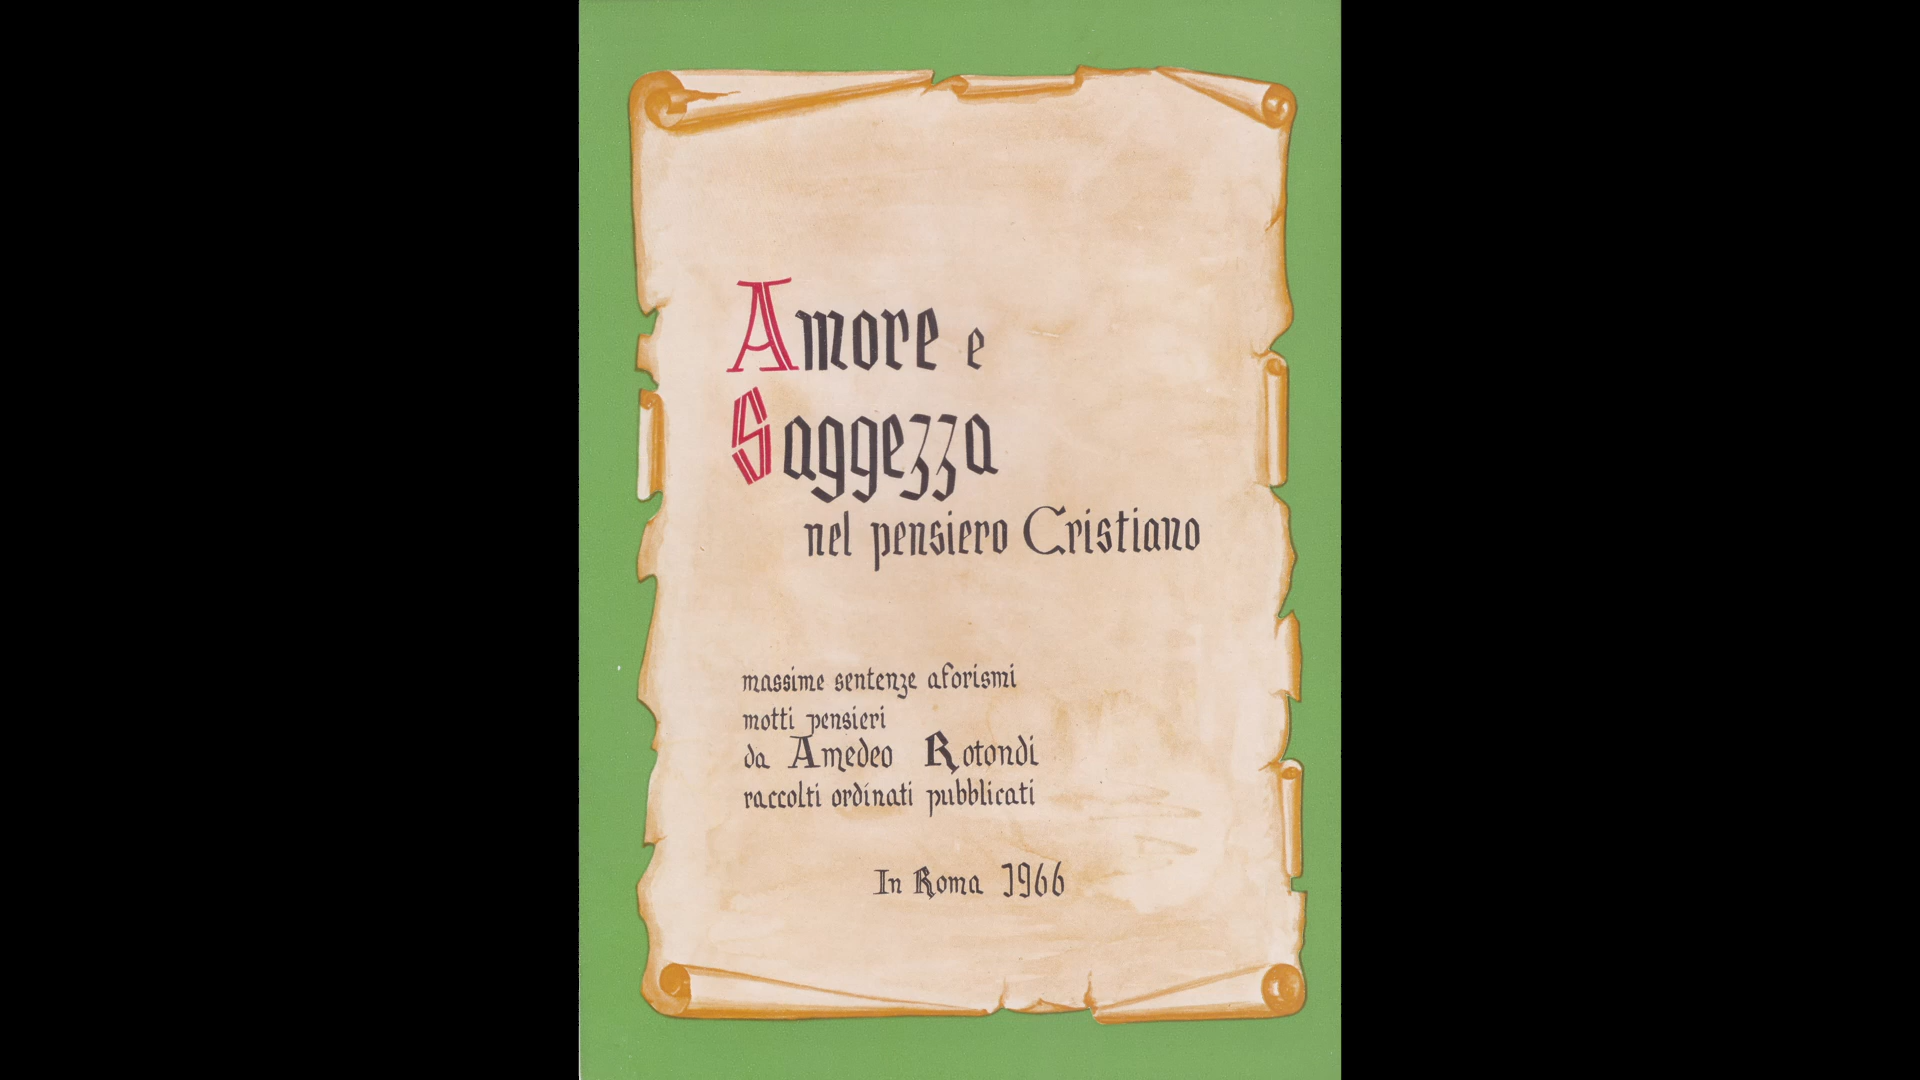 Amore e
Saggezza
nel pensiero Cristiano
massime sentenze aforismi
motti pensieri
da Amedeo Rotondi
raccolti ordinati pubblicati
In Roma 1966